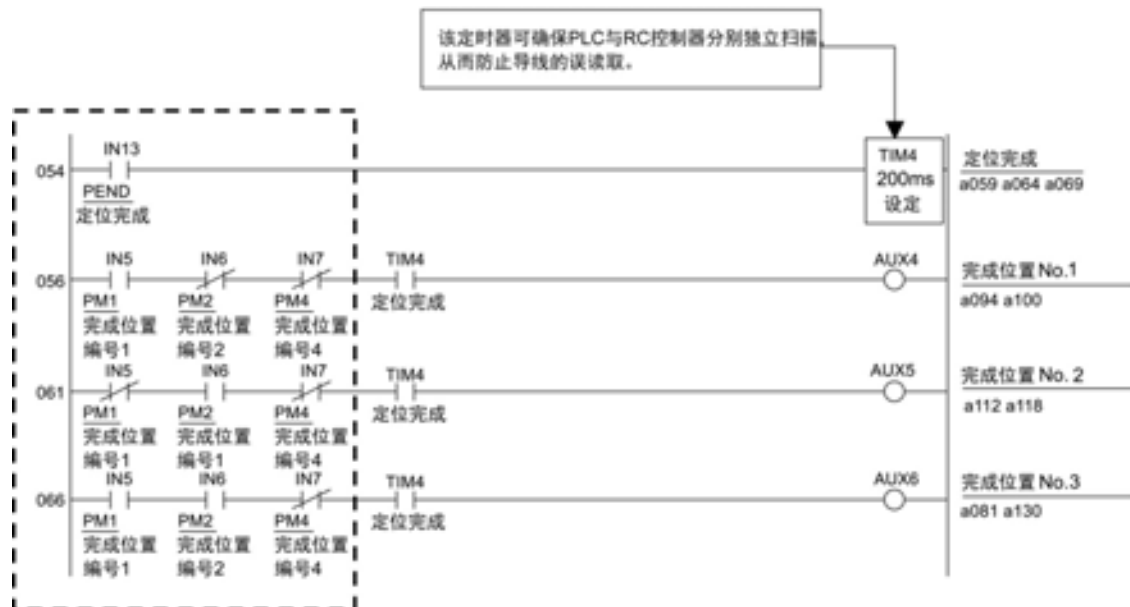 该定时器可确保PLC与RC控制器分别独立扫描,
从而防止导线的误读取。
054 IN13 TIM4 定位完成
PEND 200ms a059 a064 a069
定位完成 设定
IN5 IN6 IN7 TIM4 AUX4 完成位置No.1
056
PM1 PM2 PM4 定位完成 a094 a100
完成位置 完成位置 完成位置
编号1 编号2 编号4
IN5 IN6 IN7 TIM4 AUX5 完成位置 No. 2
061
PM1 PM2 PM4 定位完成 a112 a118
完成位置 完成位置 完成位置
编号1 编号1 编号4
IN5 IN6 IN7 TIM4 AUX6 完成位置 No.3
066
PM1 PM2 PM4 定位完成 a081 a130
完成位置 完成位置 完成位置
编号1 编号2 编号4